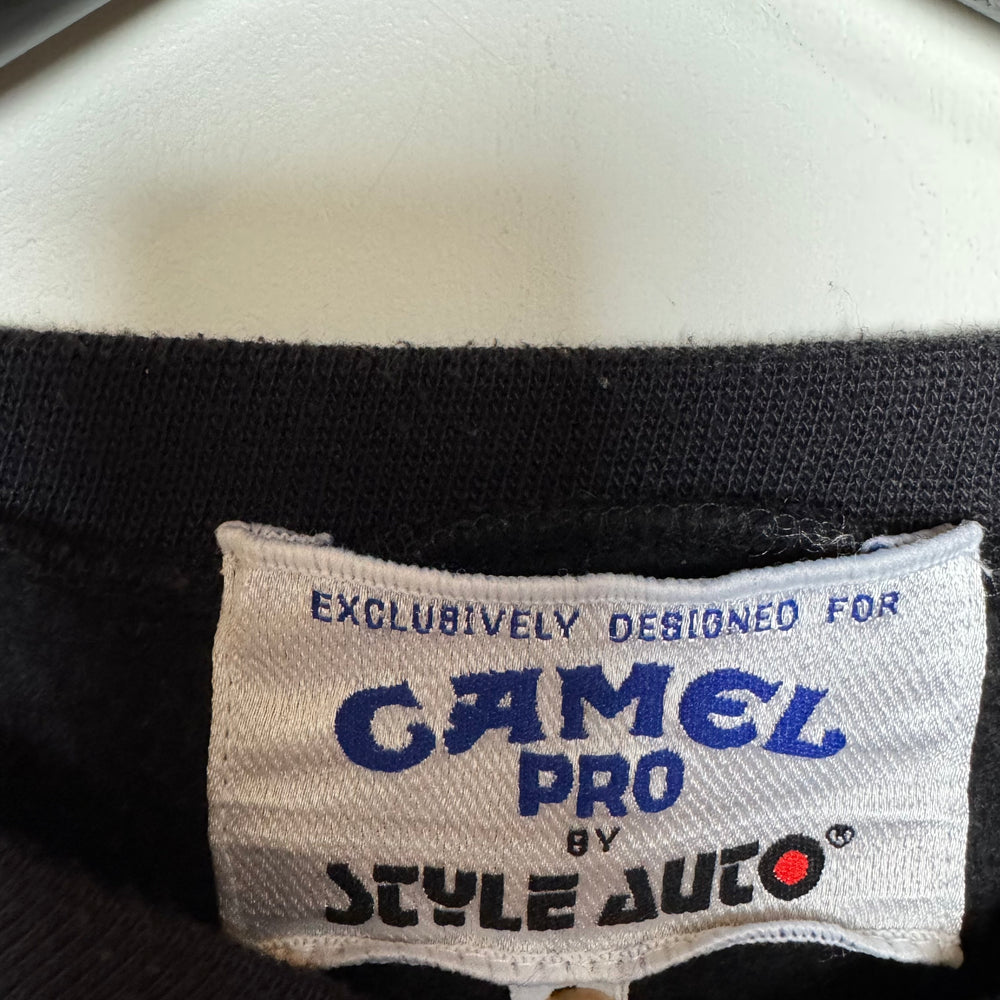 EXCLUSIVELY DESIGNED FOR
CAMEL
PRO
BY
STYLE AUTO®